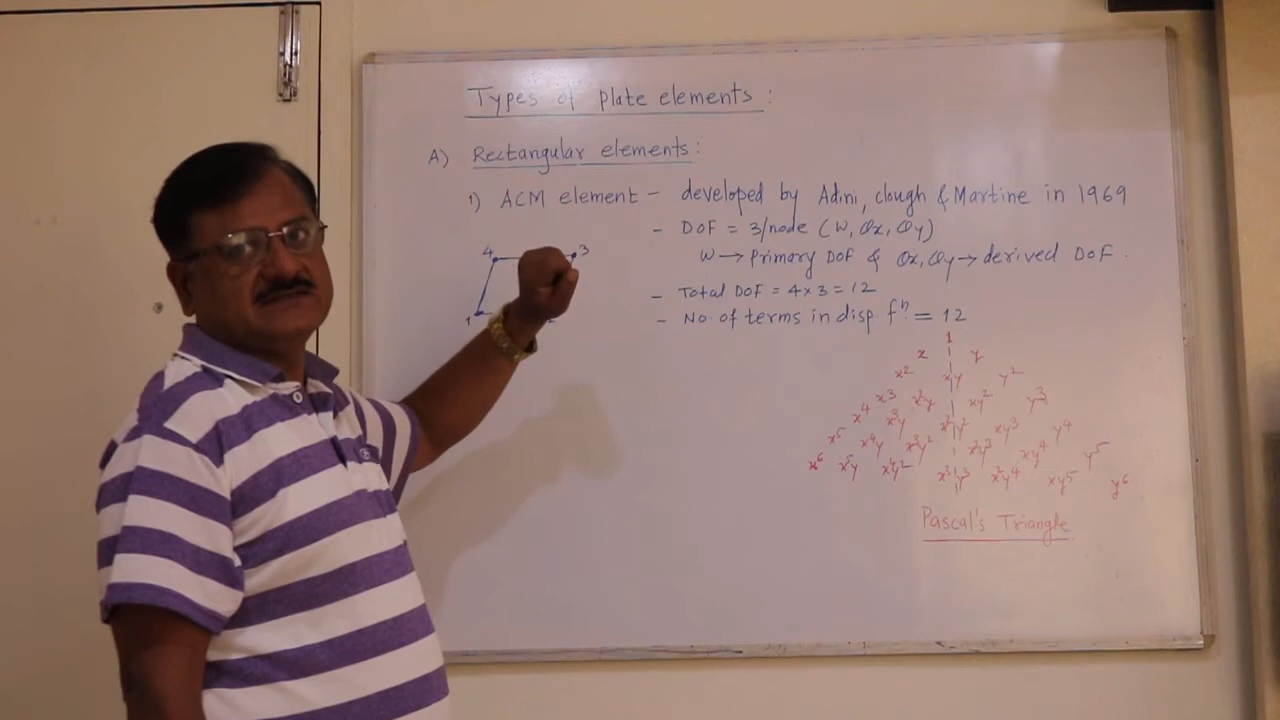 Types of plate elements :
A) Rectangular elements :
1) ACM element – developed by Adini, clough & Martine in 1969
- DOF = 3/node (W, θx, θy)
W → Primary DOF & θx, θy → derived DOF.
- Total DOF = 4 x 3 = 12
- No. of terms in disp. fⁿ. = 12
4 3
1 2
1
x y
x² xy y²
x³ x²y xy² y³
x⁴ x³y x²y² xy³ y⁴
x⁵ x⁴y x³y² x²y³ xy⁴ y⁵
x⁶ x⁵y x⁴y² x³y³ x²y⁴ xy⁵ y⁶
Pascal's Triangle